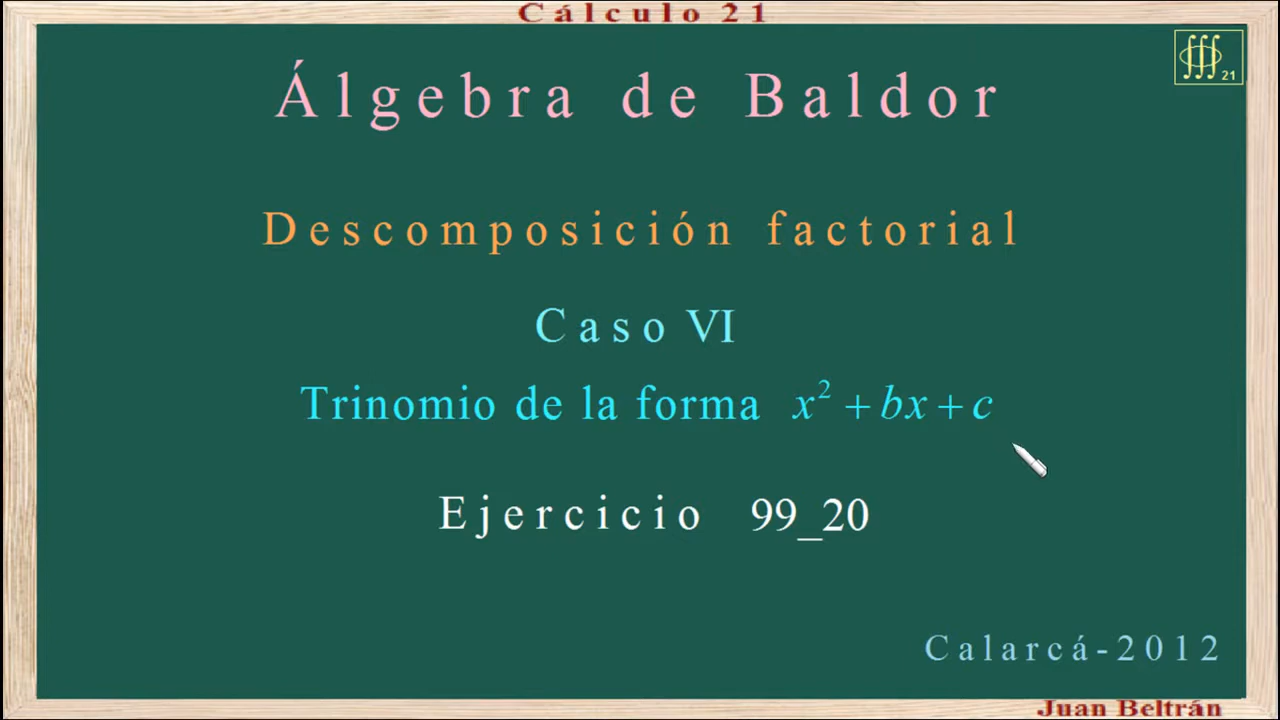 Cálculo 21
21
Álgebra de Baldor
Descomposición factorial
Caso VI
Trinomio de la forma x² + bx + c
Ejercicio 99_20
Calarcá-2012
Juan Beltrán